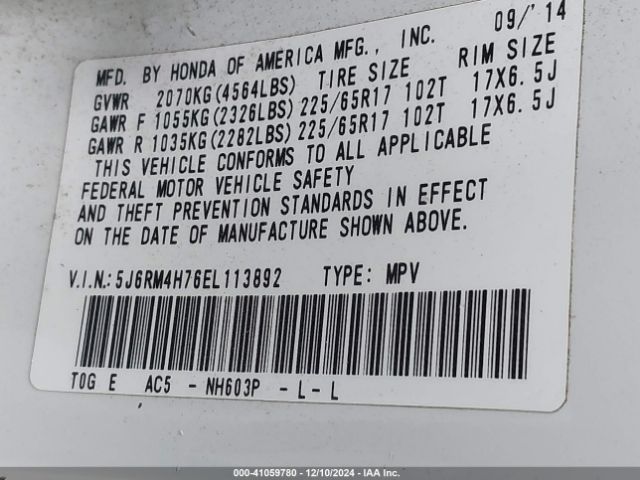 MFD. BY HONDA OF AMERICA MFG., INC. 09/'14
GVWR 2070KG(4564LBS) TIRE SIZE RIM SIZE
GAWR F 1055KG(2326LBS) 225/65R17 102T 17X6.5J
GAWR R 1035KG(2282LBS) 225/65R17 102T 17X6.5J
THIS VEHICLE CONFORMS TO ALL APPLICABLE
FEDERAL MOTOR VEHICLE SAFETY
AND THEFT PREVENTION STANDARDS IN EFFECT
ON THE DATE OF MANUFACTURE SHOWN ABOVE.
V.I.N.: 5J6RM4H76EL113892 TYPE: MPV
TOG E AC5 - NH603P - L - L
000-41059780 - 12/10/2024 - IAA Inc.